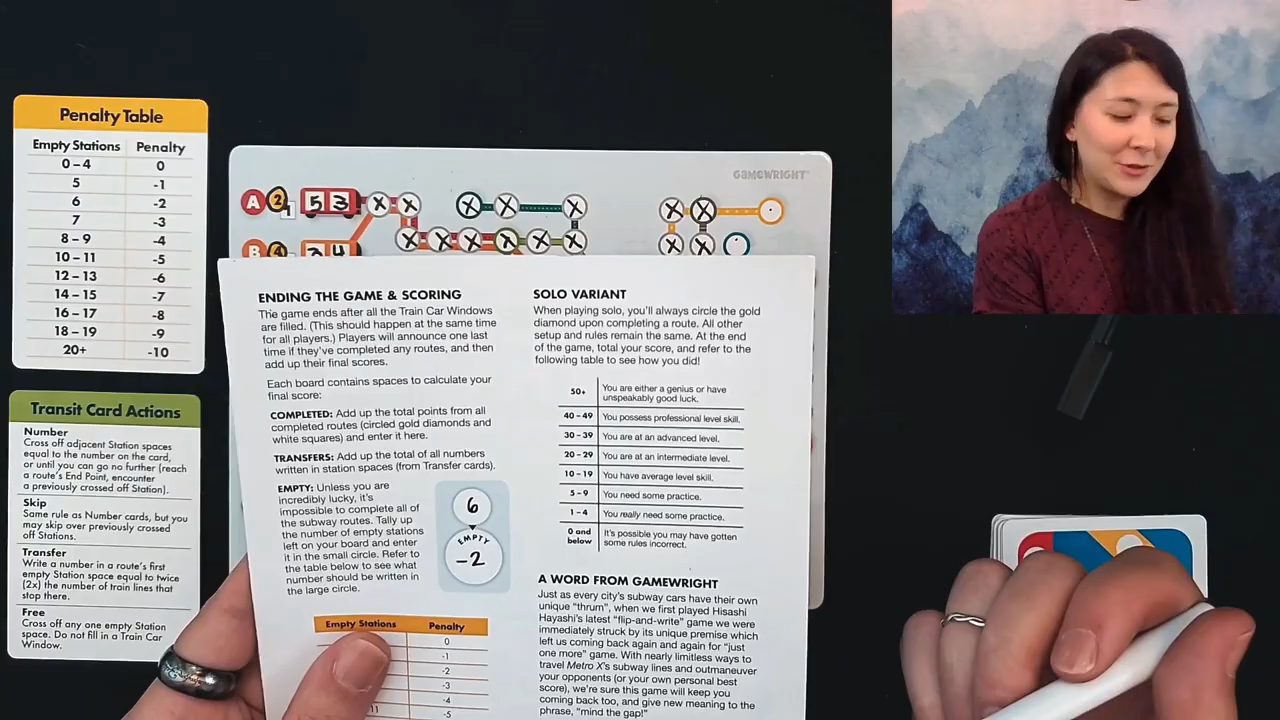 Penalty Table
Empty Stations Penalty
0 – 4 0
5 -1
6 -2
7 -3
8 – 9 -4
10 – 11 -5
12 – 13 -6
14 – 15 -7
16 – 17 -8
18 – 19 -9
20+ -10
Transit Card Actions
Number
Cross off adjacent Station spaces
equal to the number on the card,
or until you can go no further (reach
a route's End Point, encounter
a previously crossed off Station).
Skip
Same rule as Number cards, but you
may skip over previously crossed
off Stations.
Transfer
Write a number in a route's first
empty Station space equal to twice
(2x) the number of train lines that
stop there.
Free
Cross off any one empty Station
space. Do not fill in a Train Car
Window.
GAMEWRIGHT
A 2 1 5 3 X X X X X X X
X X X X X X X X
B 4 3 4
ENDING THE GAME & SCORING
The game ends after all the Train Car Windows
are filled. (This should happen at the same time
for all players.) Players will announce one last
time if they've completed any routes, and then
add up their final scores.
Each board contains spaces to calculate your
final score:
COMPLETED: Add up the total points from all
completed routes (circled gold diamonds and
white squares) and enter it here.
TRANSFERS: Add up the total of all numbers
written in station spaces (from Transfer cards).
EMPTY: Unless you are
incredibly lucky, it's
impossible to complete all of
the subway routes. Tally up
the number of empty stations
left on your board and enter
it in the small circle. Refer to
the table below to see what
number should be written in
the large circle.
6
EMPTY
-2
Empty Stations Penalty
0
-1
-2
-3
-4
11 -5
SOLO VARIANT
When playing solo, you'll always circle the gold
diamond upon completing a route. All other
setup and rules remain the same. At the end
of the game, total your score, and refer to the
following table to see how you did!
50+ You are either a genius or have
unspeakably good luck.
40 – 49 You possess professional level skill.
30 – 39 You are at an advanced level.
20 – 29 You are at an intermediate level.
10 – 19 You have average level skill.
5 – 9 You need some practice.
1 – 4 You really need some practice.
0 and
below It's possible you may have gotten
some rules incorrect.
A WORD FROM GAMEWRIGHT
Just as every city's subway cars have their own
unique "thrum", when we first played Hisashi
Hayashi's latest "flip-and-write" game we were
immediately struck by its unique premise which
left us coming back again and again for "just
one more" game. With nearly limitless ways to
travel Metro X's subway lines and outmaneuver
your opponents (or your own personal best
score), we're sure this game will keep you
coming back too, and give new meaning to the
phrase, "mind the gap!"